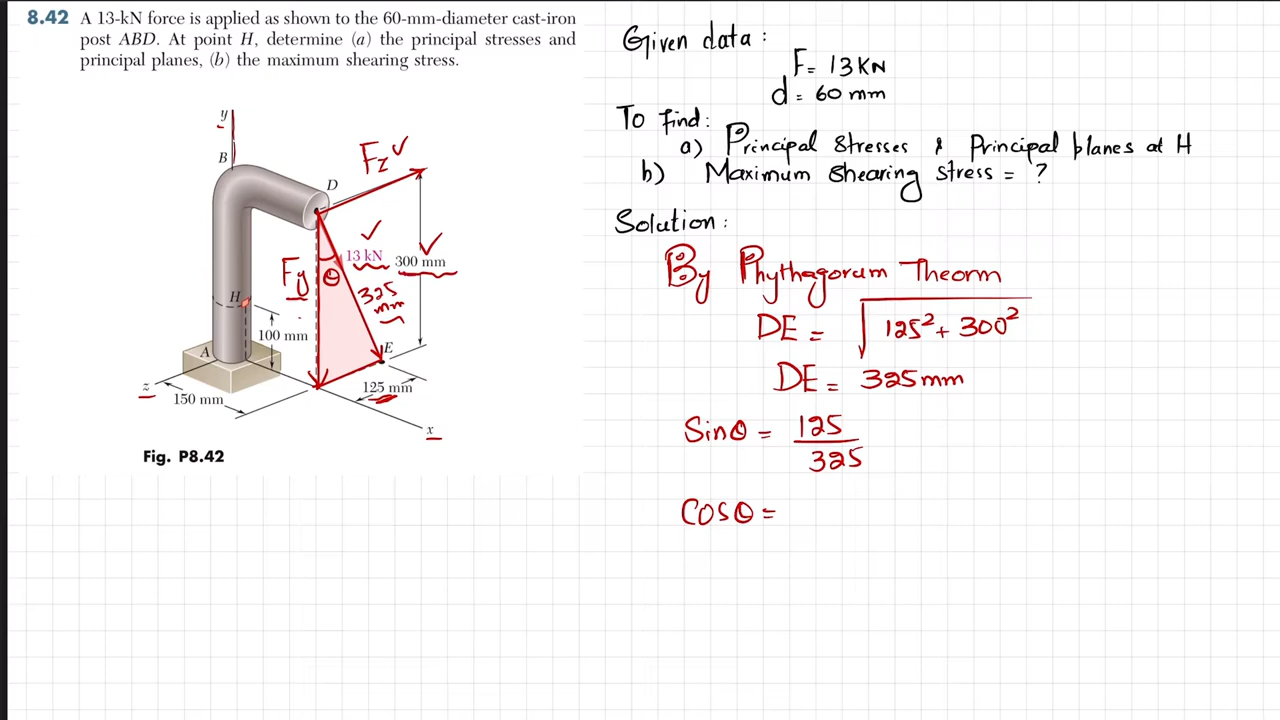 8.42 A 13-kN force is applied as shown to the 60-mm-diameter cast-iron
post ABD. At point H, determine (a) the principal stresses and
principal planes, (b) the maximum shearing stress.
y
B
D
Fz ✓
✓
13 kN
✓
300 mm
Fy
θ
325
mm
H
100 mm
E
A
z
125 mm
150 mm
x
Fig. P8.42
Given data :
F= 13 KN
d = 60 mm
To find:
a) Principal Stresses & Principal planes at H
b) Maximum Shearing stress = ?
Solution:
By Phythagorum Theorm
DE = √125² + 300²
DE = 325mm
Sinθ = 125
325
Cosθ =